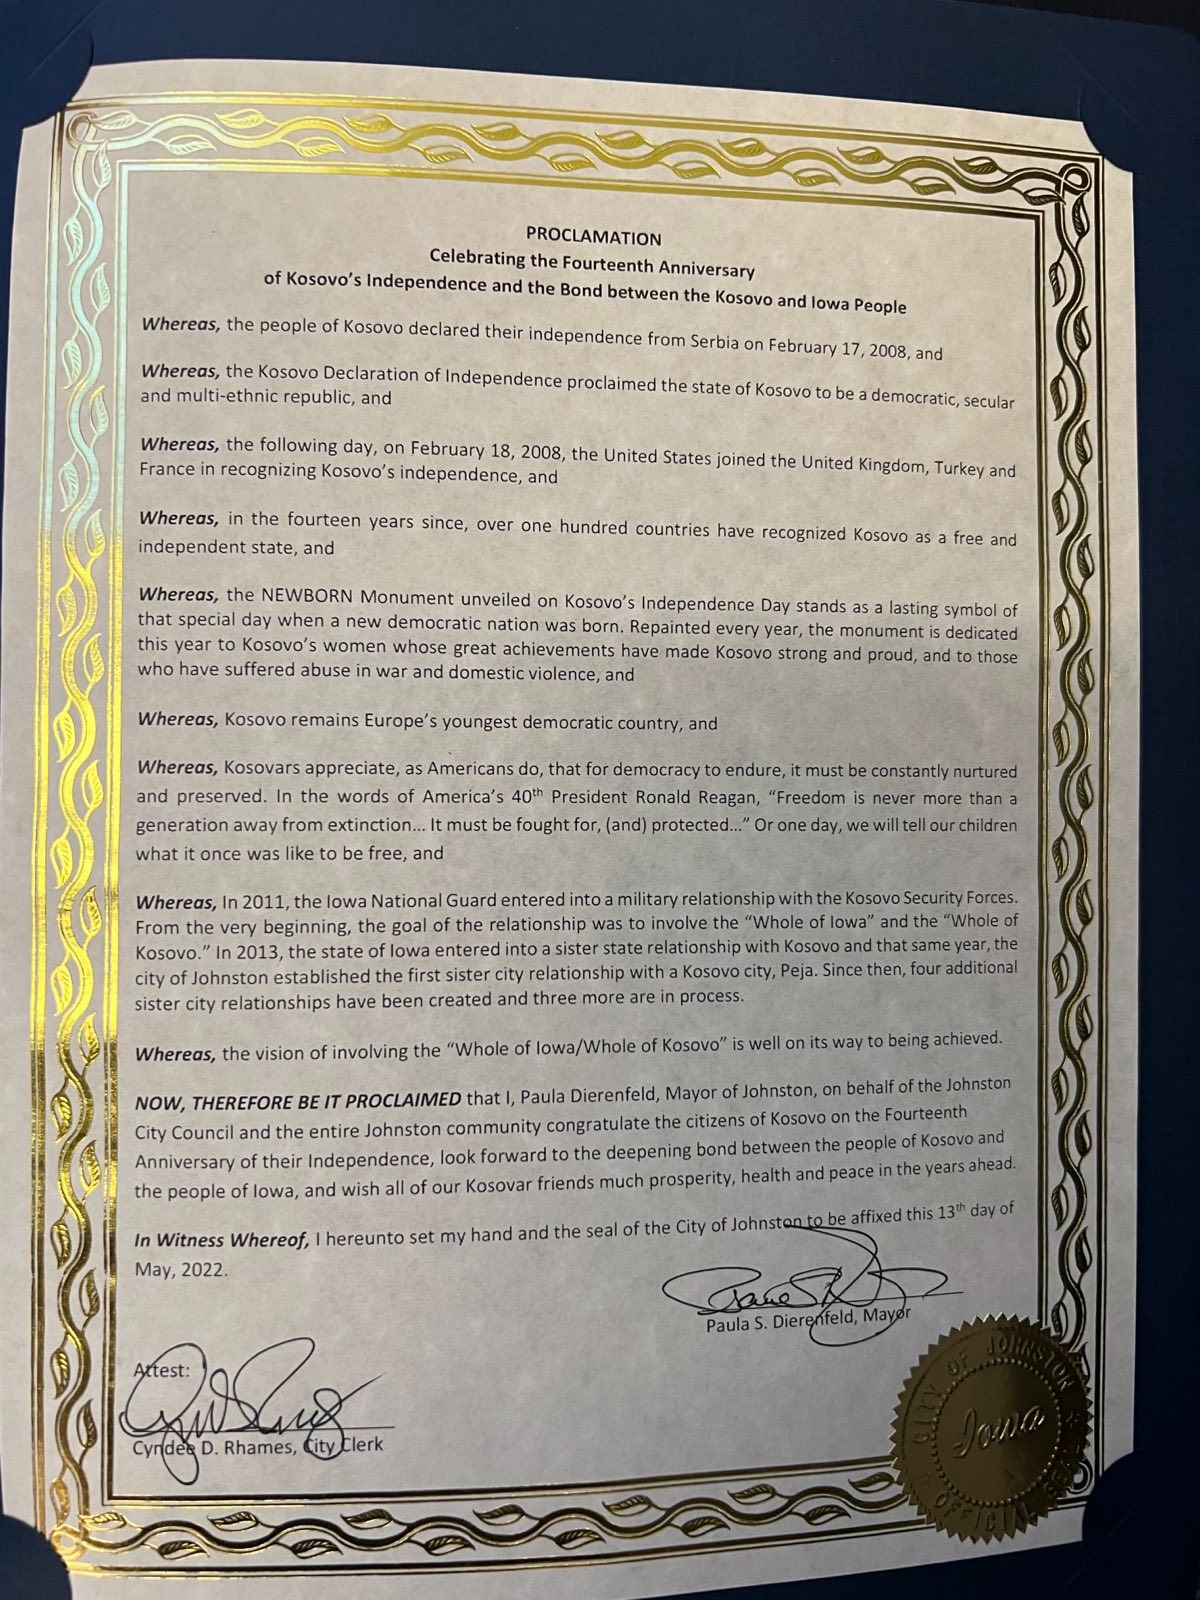 PROCLAMATION
Celebrating the Fourteenth Anniversary
of Kosovo's Independence and the Bond between the Kosovo and Iowa People
Whereas, the people of Kosovo declared their independence from Serbia on February 17, 2008, and
Whereas, the Kosovo Declaration of Independence proclaimed the state of Kosovo to be a democratic, secular
and multi-ethnic republic, and
Whereas, the following day, on February 18, 2008, the United States joined the United Kingdom, Turkey and
France in recognizing Kosovo's independence, and
Whereas, in the fourteen years since, over one hundred countries have recognized Kosovo as a free and
independent state, and
Whereas, the NEWBORN Monument unveiled on Kosovo's Independence Day stands as a lasting symbol of
that special day when a new democratic nation was born. Repainted every year, the monument is dedicated
this year to Kosovo's women whose great achievements have made Kosovo strong and proud, and to those
who have suffered abuse in war and domestic violence, and
Whereas, Kosovo remains Europe's youngest democratic country, and
Whereas, Kosovars appreciate, as Americans do, that for democracy to endure, it must be constantly nurtured
and preserved. In the words of America's 40th President Ronald Reagan, "Freedom is never more than a
generation away from extinction... It must be fought for, (and) protected..." Or one day, we will tell our children
what it once was like to be free, and
Whereas, In 2011, the Iowa National Guard entered into a military relationship with the Kosovo Security Forces.
From the very beginning, the goal of the relationship was to involve the "Whole of Iowa" and the "Whole of
Kosovo." In 2013, the state of Iowa entered into a sister state relationship with Kosovo and that same year, the
city of Johnston established the first sister city relationship with a Kosovo city, Peja. Since then, four additional
sister city relationships have been created and three more are in process.
Whereas, the vision of involving the "Whole of Iowa/Whole of Kosovo" is well on its way to being achieved.
NOW, THEREFORE BE IT PROCLAIMED that I, Paula Dierenfeld, Mayor of Johnston, on behalf of the Johnston
City Council and the entire Johnston community congratulate the citizens of Kosovo on the Fourteenth
Anniversary of their Independence, look forward to the deepening bond between the people of Kosovo and
the people of Iowa, and wish all of our Kosovar friends much prosperity, health and peace in the years ahead.
In Witness Whereof, I hereunto set my hand and the seal of the City of Johnston to be affixed this 13th day of
May, 2022.
Paula S. Dierenfeld, Mayor
Attest:
Cyndee D. Rhames, City Clerk
CITY OF JOHNSTON
Iowa
OFFICIAL SEAL